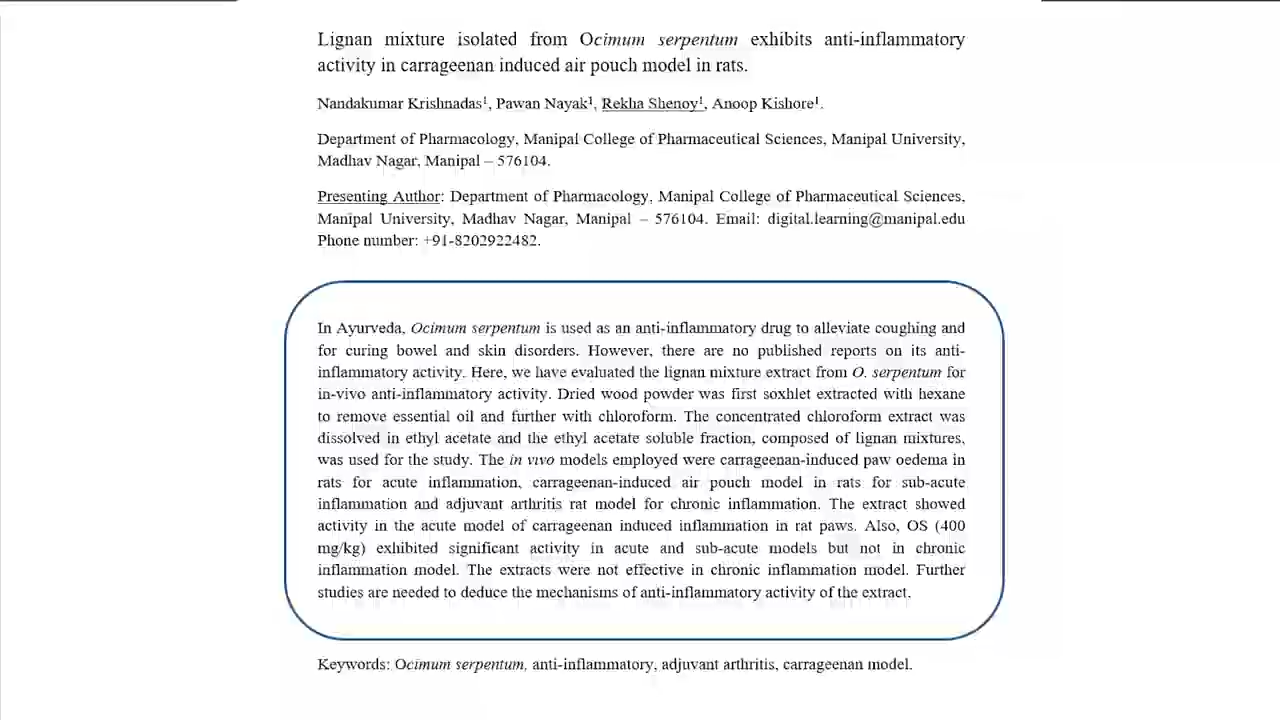 Lignan mixture isolated from Ocimum serpentum exhibits anti-inflammatory
activity in carrageenan induced air pouch model in rats.
Nandakumar Krishnadas¹, Pawan Nayak¹, Rekha Shenoy¹, Anoop Kishore¹.
Department of Pharmacology, Manipal College of Pharmaceutical Sciences, Manipal University,
Madhav Nagar, Manipal – 576104.
Presenting Author: Department of Pharmacology, Manipal College of Pharmaceutical Sciences,
Manipal University, Madhav Nagar, Manipal – 576104. Email: digital.learning@manipal.edu
Phone number: +91-8202922482.
In Ayurveda, Ocimum serpentum is used as an anti-inflammatory drug to alleviate coughing and
for curing bowel and skin disorders. However, there are no published reports on its anti-
inflammatory activity. Here, we have evaluated the lignan mixture extract from O. serpentum for
in-vivo anti-inflammatory activity. Dried wood powder was first soxhlet extracted with hexane
to remove essential oil and further with chloroform. The concentrated chloroform extract was
dissolved in ethyl acetate and the ethyl acetate soluble fraction, composed of lignan mixtures,
was used for the study. The in vivo models employed were carrageenan-induced paw oedema in
rats for acute inflammation, carrageenan-induced air pouch model in rats for sub-acute
inflammation and adjuvant arthritis rat model for chronic inflammation. The extract showed
activity in the acute model of carrageenan induced inflammation in rat paws. Also, OS (400
mg/kg) exhibited significant activity in acute and sub-acute models but not in chronic
inflammation model. The extracts were not effective in chronic inflammation model. Further
studies are needed to deduce the mechanisms of anti-inflammatory activity of the extract.
Keywords: Ocimum serpentum, anti-inflammatory, adjuvant arthritis, carrageenan model.